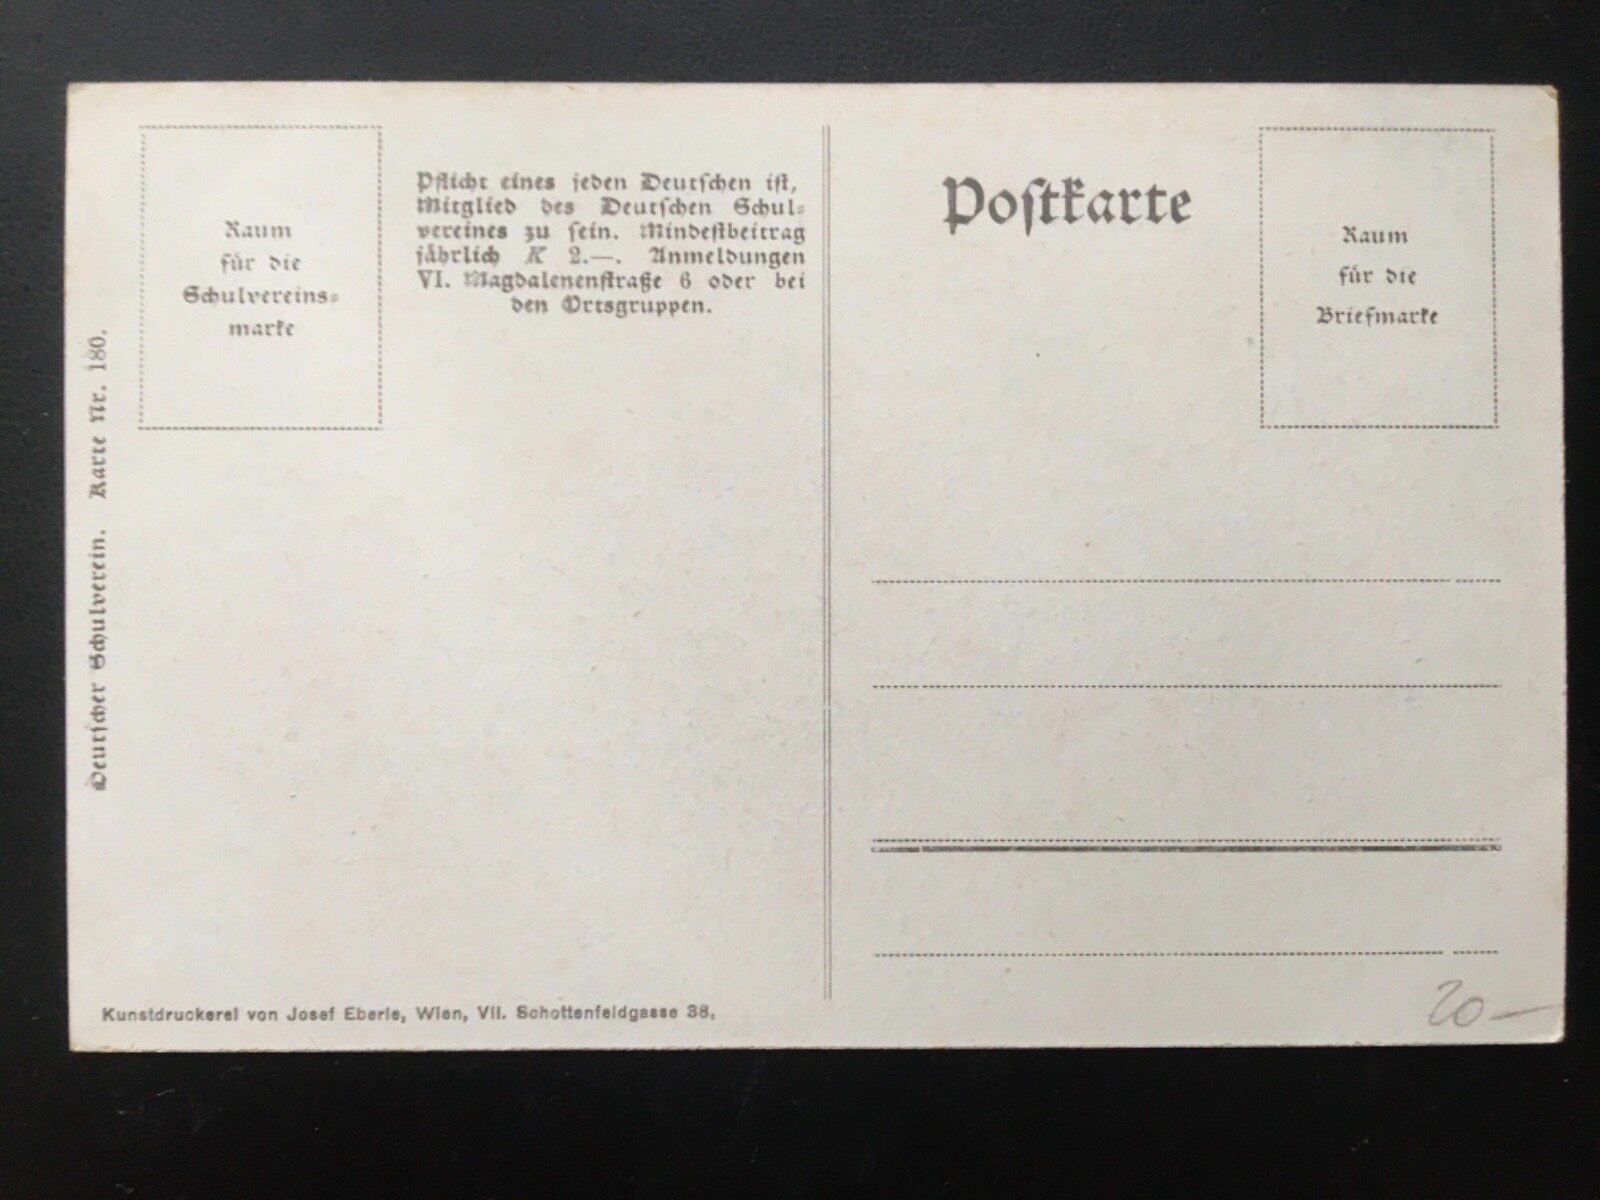 Raum
für die
Schulvereins=
marke
Pflicht eines jeden Deutschen ist,
Mitglied des Deutschen Schul=
vereines zu sein. Mindestbeitrag
jährlich K 2.—. Anmeldungen
VI. Magdalenenstraße 6 oder bei
den Ortsgruppen.
Postkarte
Raum
für die
Briefmarke
Deutscher Schulverein. Karte Nr. 180.
Kunstdruckerei von Josef Eberle, Wien, VII. Schottenfeldgasse 38.
20—